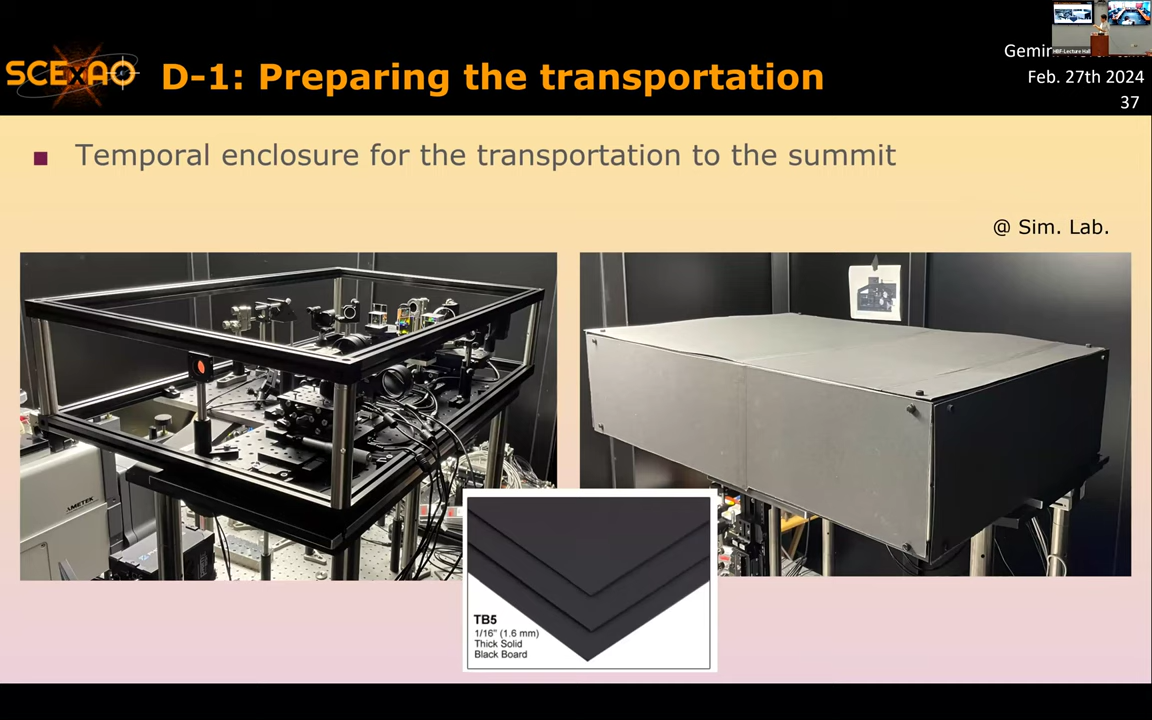 SCExAO
D-1: Preparing the transportation
Feb. 27th 2024
37
Temporal enclosure for the transportation to the summit
@ Sim. Lab.
AMETEK
TB5
1/16" (1.6 mm)
Thick Solid
Black Board